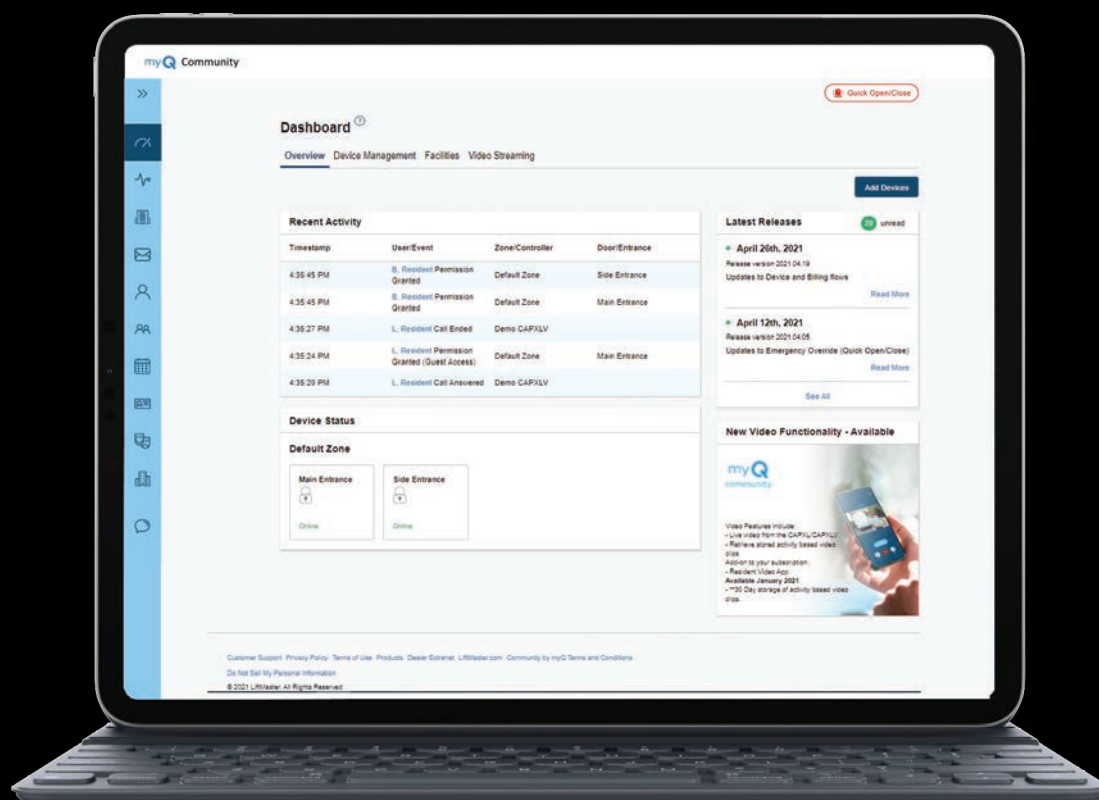 myQ Community
Quick Open/Close
Dashboard ?
Overview Device Management Facilities Video Streaming
Add Devices
Recent Activity
Timestamp User/Event Zone/Controller Door/Entrance
4:35:45 PM B. Resident Permission Granted Default Zone Side Entrance
4:35:45 PM B. Resident Permission Granted Default Zone Main Entrance
4:35:27 PM L. Resident Call Ended Demo CAPXLV
4:35:24 PM L. Resident Permission Granted (Guest Access) Default Zone Main Entrance
4:35:20 PM L. Resident Call Answered Demo CAPXLV
Device Status
Default Zone
Main Entrance
Online
Side Entrance
Online
Latest Releases
unread
April 26th, 2021
Release version 2021.04.19
Updates to Device and Billing flows
Read More
April 12th, 2021
Release version 2021.04.05
Updates to Emergency Override (Quick Open/Close)
Read More
See All
New Video Functionality - Available
myQ
community
Video Features include:
- Live video from the CAPXL/CAPXLV
- Retrieve stored activity based video
clips
Add-on to your subscription:
- Resident Video App
Available January 2021
- **30 Day storage of activity based video
clips.
Customer Support Privacy Policy Terms of Use Products Dealer Extranet LiftMaster.com Community by myQ Terms and Conditions
Do Not Sell My Personal Information
© 2021 LiftMaster. All Rights Reserved